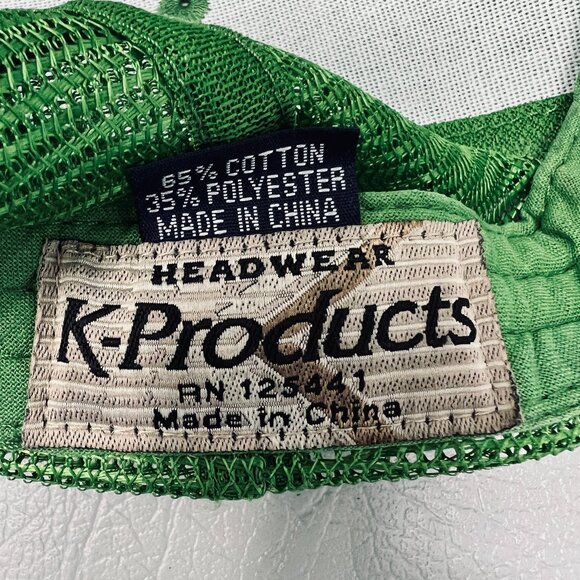 65% COTTON
35% POLYESTER
MADE IN CHINA
HEADWEAR
K-Products
RN 125441
Made in China